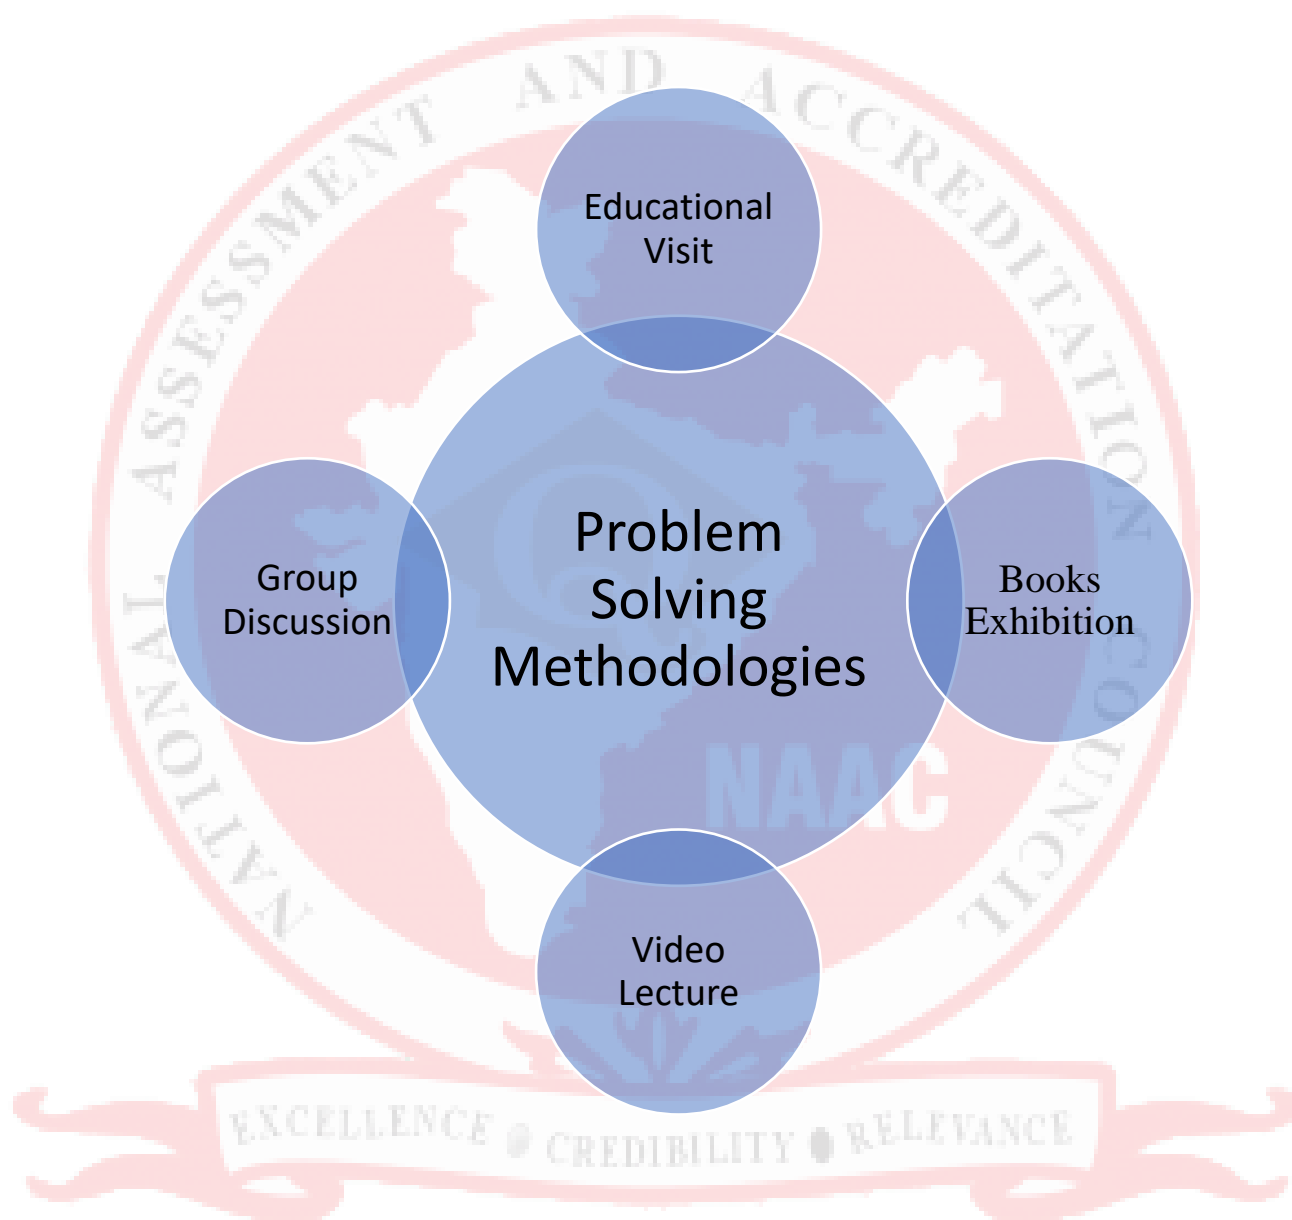 NATIONAL ASSESSMENT AND ACCREDITATION COUNCIL
Educational
Visit
Group
Discussion
Problem
Solving
Methodologies
Books
Exhibition
NAAC
Video
Lecture
EXCELLENCE CREDIBILITY RELEVANCE